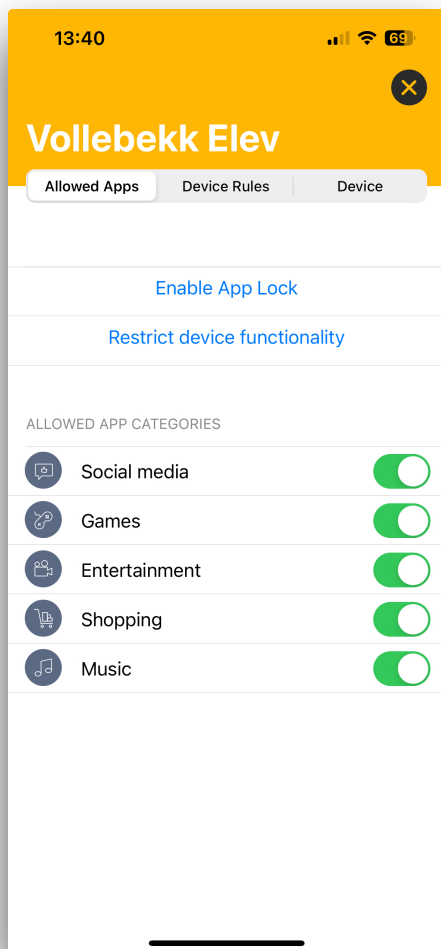 13:40
69
Vollebekk Elev
Allowed Apps Device Rules Device
Enable App Lock
Restrict device functionality
ALLOWED APP CATEGORIES
Social media
Games
Entertainment
Shopping
Music